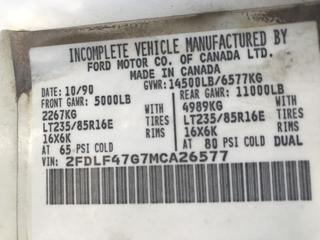 INCOMPLETE VEHICLE MANUFACTURED BY
FORD MOTOR CO. OF CANADA LTD.
MADE IN CANADA
DATE: 10/90 GVWR: 14500LB/6577KG
FRONT GAWR: 5000LB REAR GAWR: 11000LB
2267KG WITH 4989KG WITH
LT235/85R16E TIRES LT235/85R16E TIRES
16X6K RIMS 16X6K RIMS
AT 65 PSI COLD AT 80 PSI COLD DUAL
VIN: 2FDLF47G7MCA26577